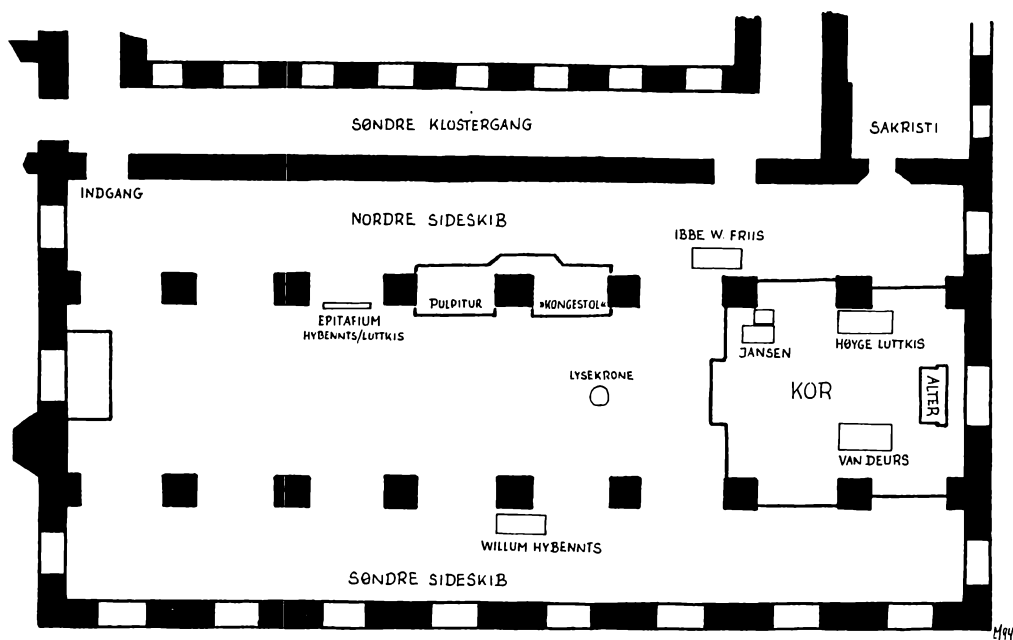 SØNDRE KLOSTERGANG
SAKRISTI
INDGANG
NORDRE SIDESKIB
IBBE W. FRIIS
PULPITUR
»KONGESTOL«
EPITAFIUM
HYBENNTS/LUTTKIS
JANSEN
HØYGE LUTTKIS
LYSEKRONE
KOR
ALTER
VAN DEURS
WILLUM HYBENNTS
SØNDRE SIDESKIB
M94